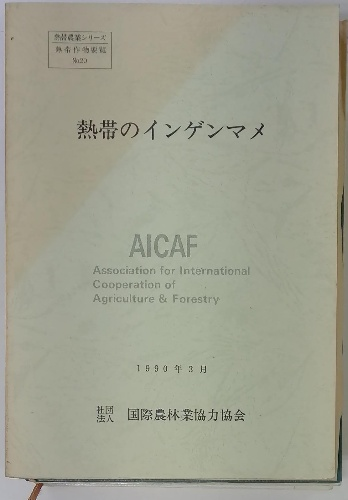 熱帯農業シリーズ
熱帯作物要覧
№20
熱帯のインゲンマメ
AICAF
Association for International
Cooperation of
Agriculture & Forestry
1990年3月
社団法人 国際農林業協力協会